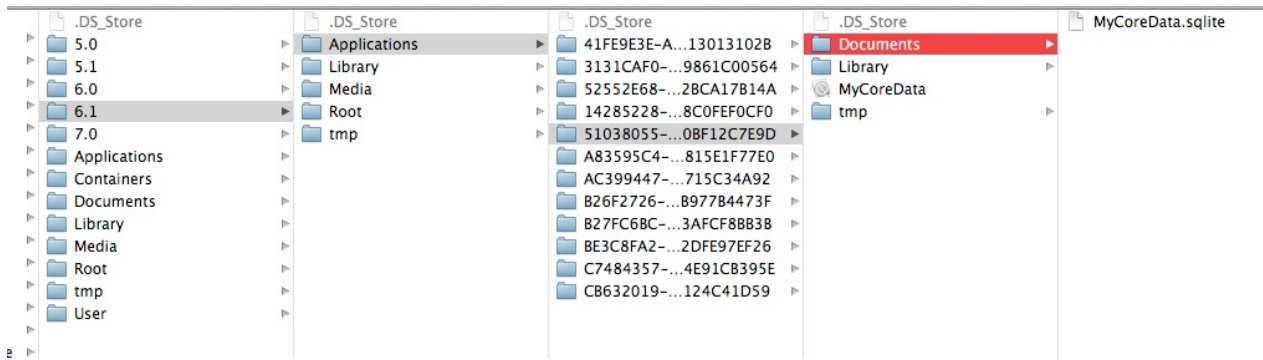 .DS_Store
5.0
5.1
6.0
6.1
7.0
Applications
Containers
Documents
Library
Media
Root
tmp
User
.DS_Store
Applications
Library
Media
Root
tmp
.DS_Store
41FE9E3E-A...13013102B
3131CAF0-...9861C00564
52552E68-...2BCA17B14A
14285228-...8C0FEF0CF0
51038055-...0BF12C7E9D
A83595C4-...815E1F77E0
AC399447-...715C34A92
B26F2726-...B977B4473F
B27FC6BC-...3AFCF8BB3B
BE3C8FA2-...2DFE97EF26
C7484357-...4E91CB395E
CB632019-...124C41D59
.DS_Store
Documents
Library
MyCoreData
tmp
MyCoreData.sqlite
e